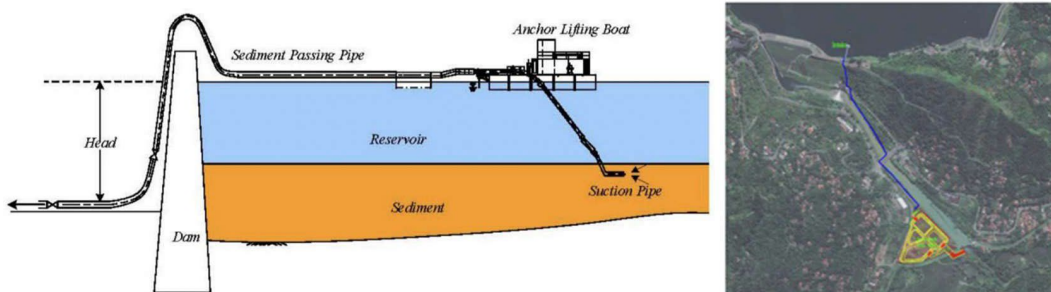 Anchor Lifting Boat
Sediment Passing Pipe
Head
Reservoir
Suction Pipe
Sediment
Dam